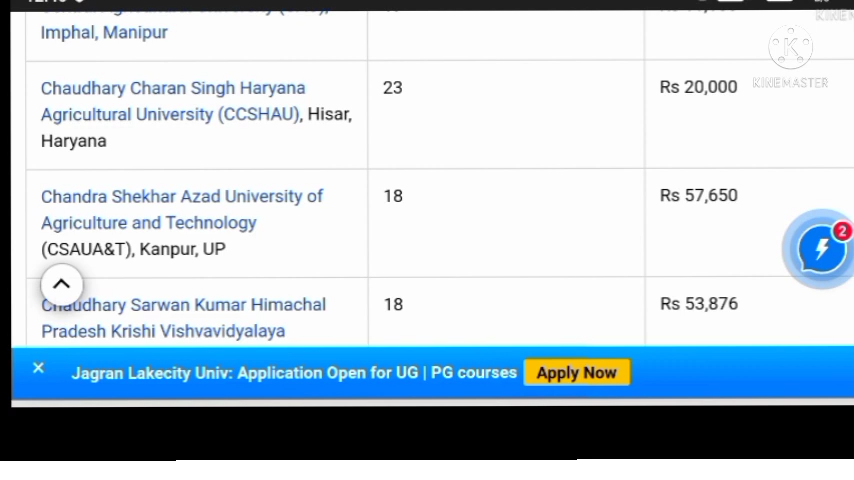 Imphal, Manipur
KINEMASTER
Chaudhary Charan Singh Haryana
Agricultural University (CCSHAU), Hisar,
Haryana
23
Rs 20,000
Chandra Shekhar Azad University of
Agriculture and Technology
(CSAUA&T), Kanpur, UP
18
Rs 57,650
2
Chaudhary Sarwan Kumar Himachal
Pradesh Krishi Vishvavidyalaya
18
Rs 53,876
× Jagran Lakecity Univ: Application Open for UG | PG courses Apply Now